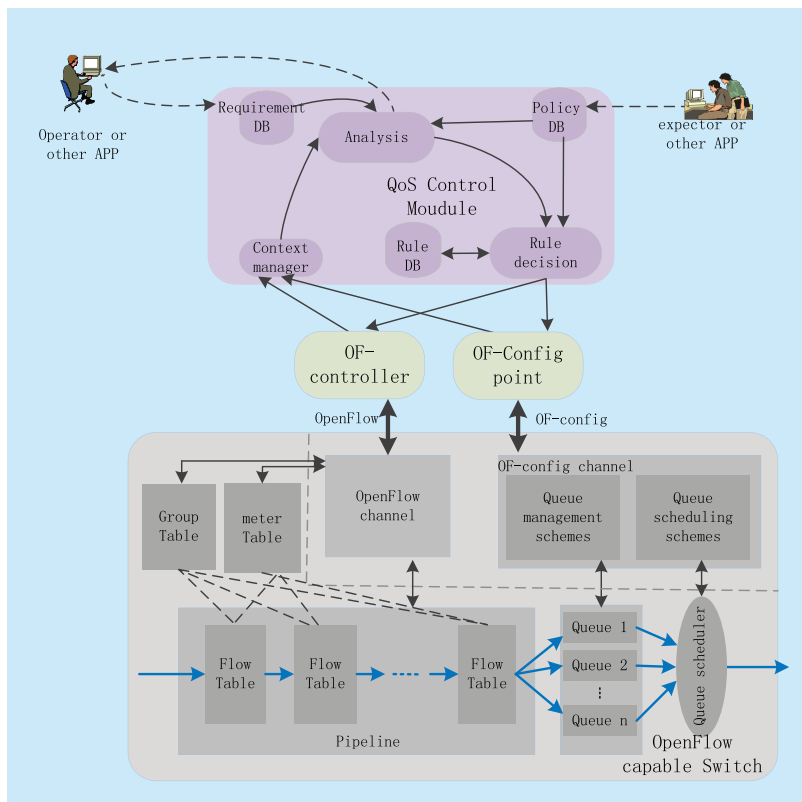 Operator or
other APP
Requirement
DB
Analysis
Policy
DB
expector or
other APP
QoS Control
Moudule
Context
manager
Rule
DB
Rule
decision
OF-
controller
OF-Config
point
OpenFlow
OF-config
OpenFlow
channel
OF-config channel
Queue
management
schemes
Queue
scheduling
schemes
Group
Table
meter
Table
Flow
Table
Flow
Table
Flow
Table
Pipeline
Queue 1
Queue 2
Queue n
Queue scheduler
OpenFlow
capable Switch